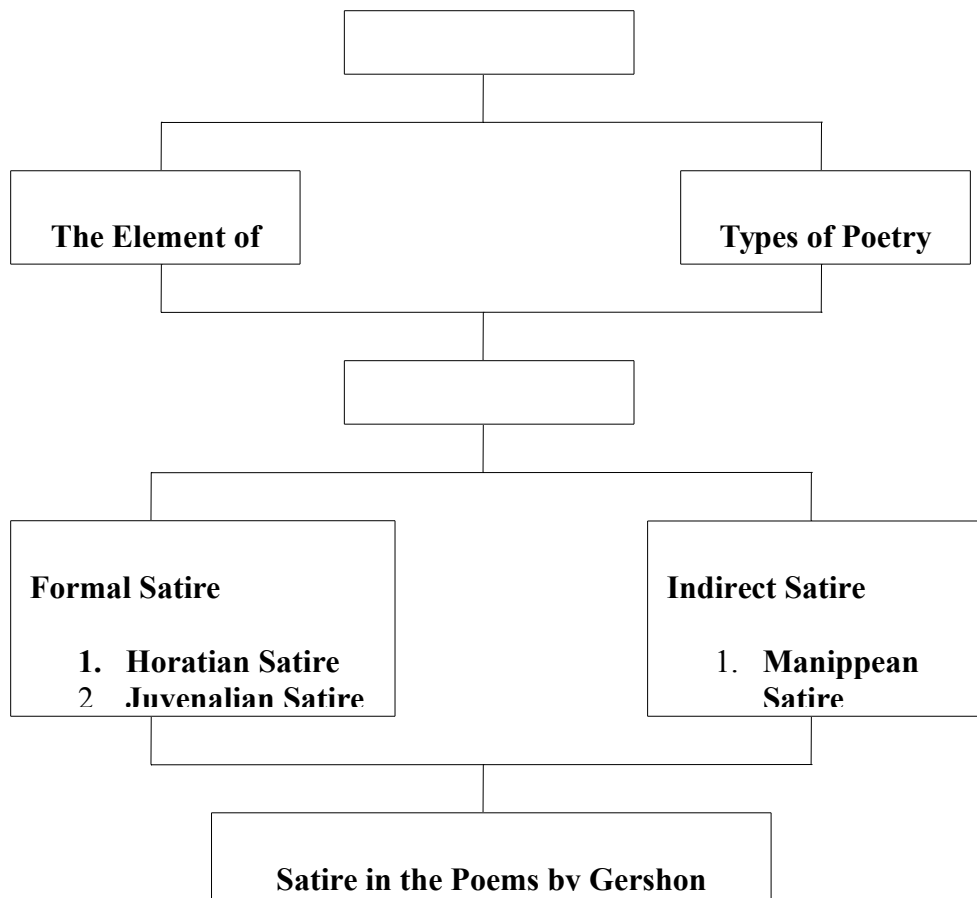 The Element of
Types of Poetry
Formal Satire
1. Horatian Satire
2 Juvenalian Satire
Indirect Satire
1. Manippean
Satire
Satire in the Poems by Gershon